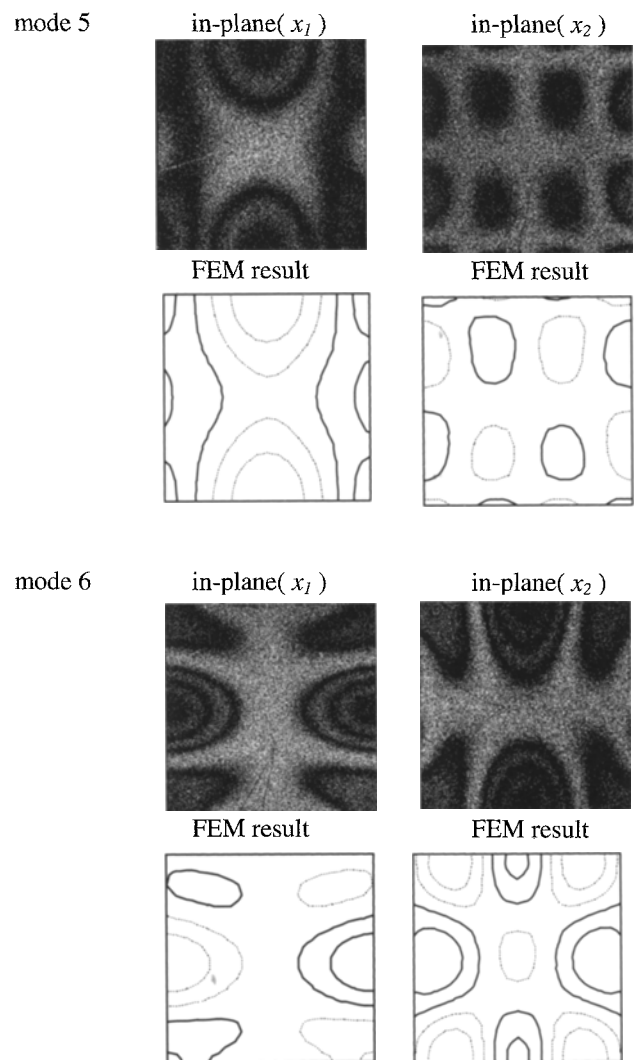 mode 5 in-plane( x1 ) in-plane( x2 )
FEM result FEM result
mode 6 in-plane( x1 ) in-plane( x2 )
FEM result FEM result